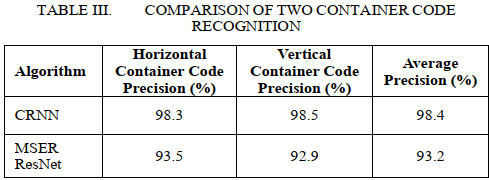 TABLE III. COMPARISON OF TWO CONTAINER CODE
RECOGNITION
Algorithm
Horizontal
Container Code
Precision (%)
Vertical
Container Code
Precision (%)
Average
Precision (%)
CRNN 98.3 98.5 98.4
MSER
ResNet
93.5 92.9 93.2